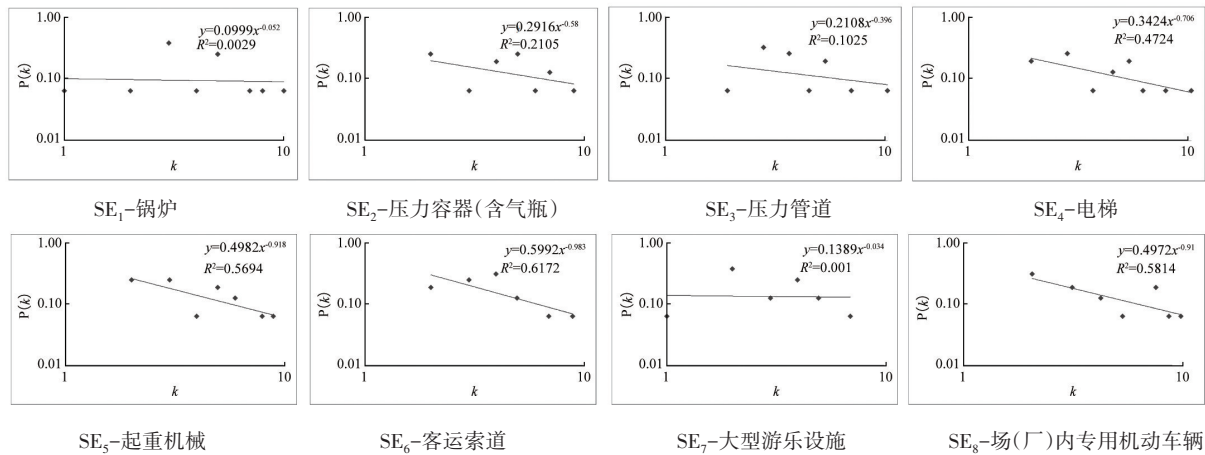 1.00
0.10
0.01
P(k)
1
10
k
y=0.0999x^-0.052
R²=0.0029
SE₁-锅炉
1.00
0.10
0.01
P(k)
1
10
k
y=0.2916x^-0.58
R²=0.2105
SE₂-压力容器(含气瓶)
1.00
0.10
0.01
P(k)
1
10
k
y=0.2108x^-0.396
R²=0.1025
SE₃-压力管道
1.00
0.10
0.01
P(k)
1
10
k
y=0.3424x^-0.706
R²=0.4724
SE₄-电梯
1.00
0.10
0.01
P(k)
1
10
k
y=0.4982x^-0.918
R²=0.5694
SE₅-起重机械
1.00
0.10
0.01
P(k)
1
10
k
y=0.5992x^-0.983
R²=0.6172
SE₆-客运索道
1.00
0.10
0.01
P(k)
1
10
k
y=0.1389x^-0.034
R²=0.001
SE₇-大型游乐设施
1.00
0.10
0.01
P(k)
1
10
k
y=0.4972x^-0.91
R²=0.5814
SE₈-场(厂)内专用机动车辆